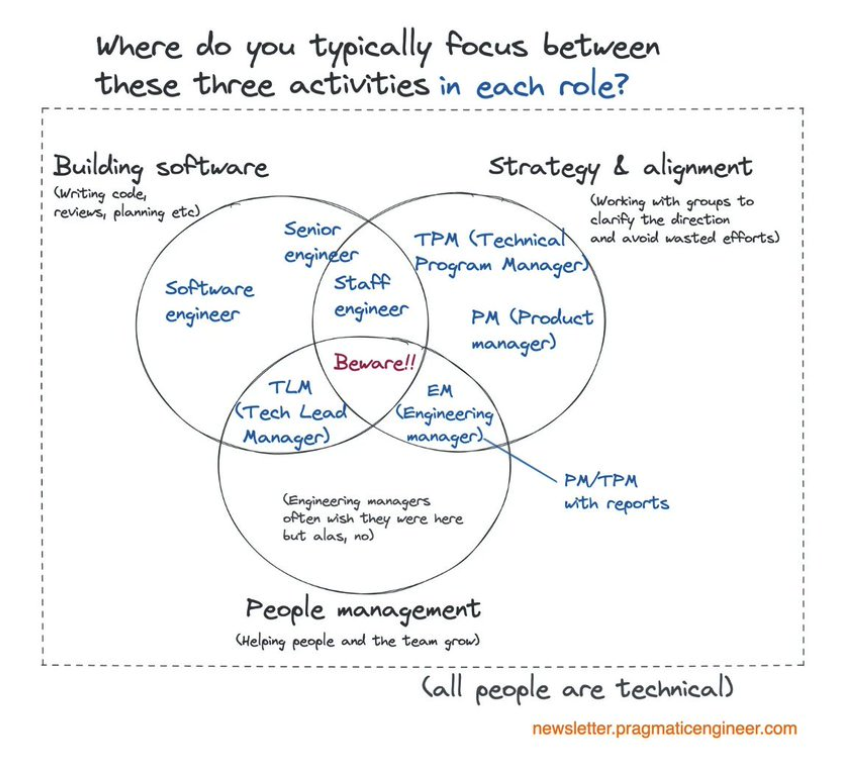 Where do you typically focus between
these three activities in each role?
Building software
(Writing code,
reviews, planning etc)
Strategy & alignment
(Working with groups to
clarify the direction
and avoid wasted efforts)
Senior
engineer
TPM (Technical
Program Manager)
Software
engineer
Staff
engineer
PM (Product
manager)
Beware!!
TLM
(Tech Lead
Manager)
EM
(Engineering
manager)
PM/TPM
with reports
(Engineering managers
often wish they were here
but alas, no)
People management
(Helping people and the team grow)
(all people are technical)
newsletter.pragmaticengineer.com